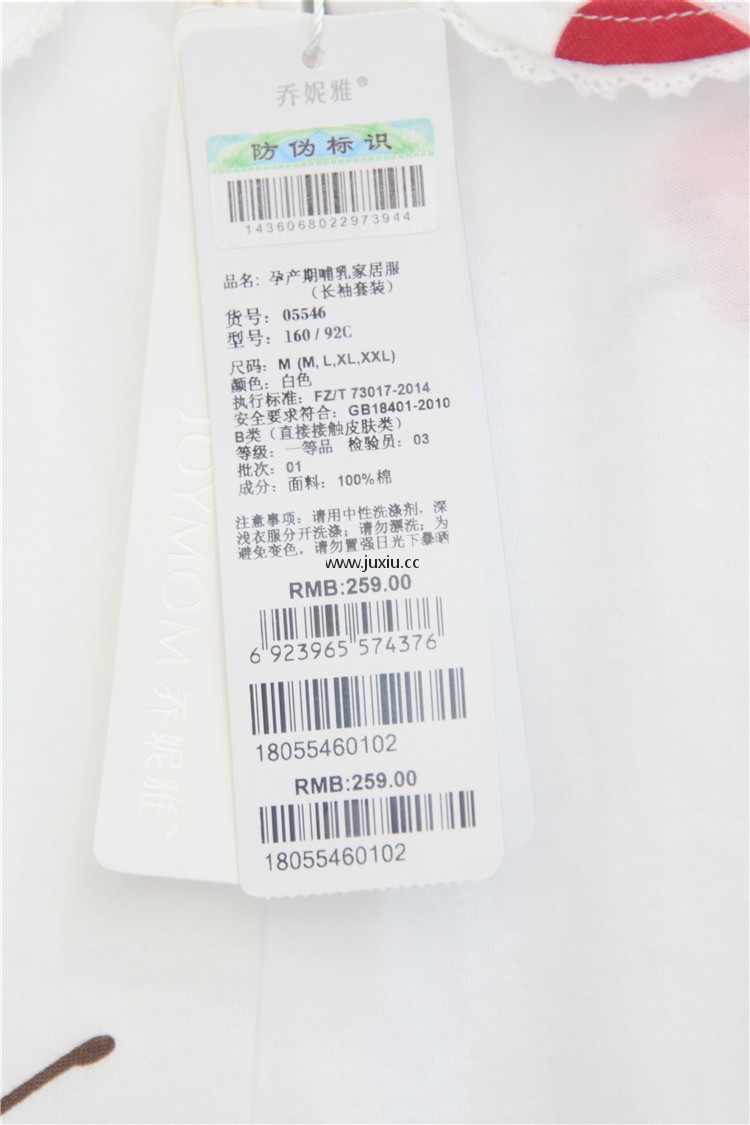 乔妮雅®
防伪标识
1436068022973944
品名: 孕产期哺乳家居服
(长袖套装)
货号: 05546
型号: 160 / 92C
尺码: M (M, L,XL,XXL)
颜色: 白色
执行标准: FZ/T 73017-2014
安全要求符合: GB18401-2010
B类 (直接接触皮肤类)
等级: 一等品 检验员: 03
批次: 01
成分: 面料: 100%棉
注意事项: 请用中性洗涤剂, 深
浅衣服分开洗涤; 请勿漂洗; 为
避免变色, 请勿置强日光下暴晒
www.juxiu.cc
RMB:259.00
6 923965 574376
18055460102
RMB:259.00
18055460102
JOYMOM 乔妮雅®